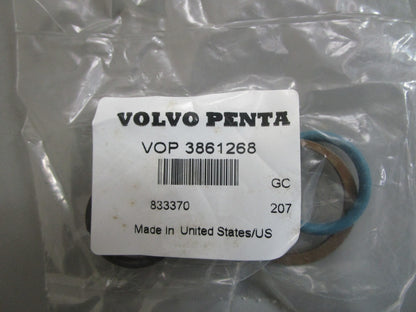 VOLVO PENTA
VOP 3861268
GC
833370 207
Made in United States/US